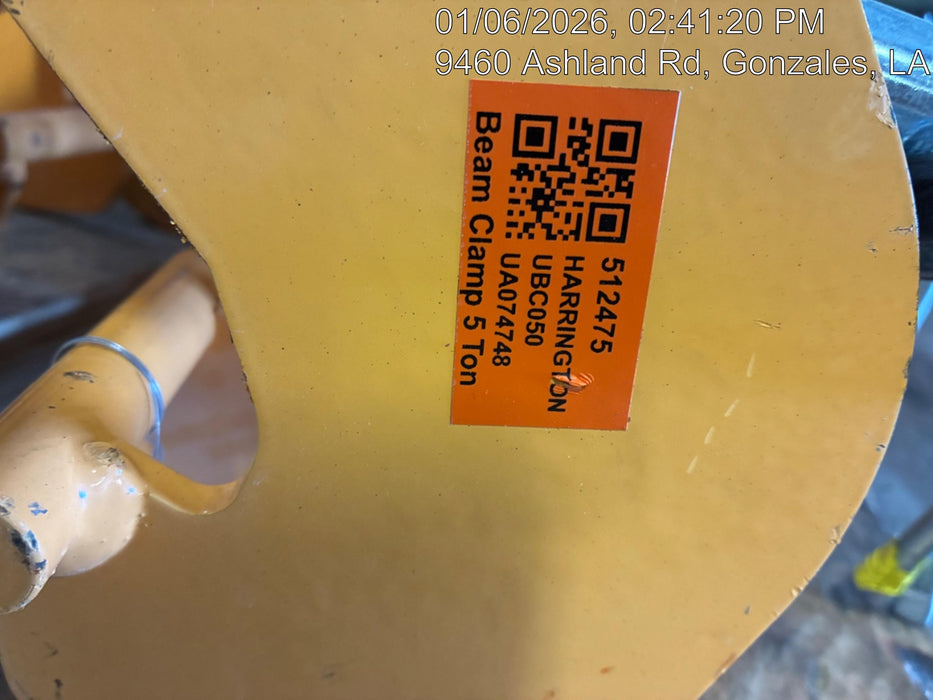 01/06/2026, 02:41:20 PM
9460 Ashland Rd, Gonzales, LA
512475
HARRINGTON
UBC050
UA074748
Beam Clamp 5 Ton